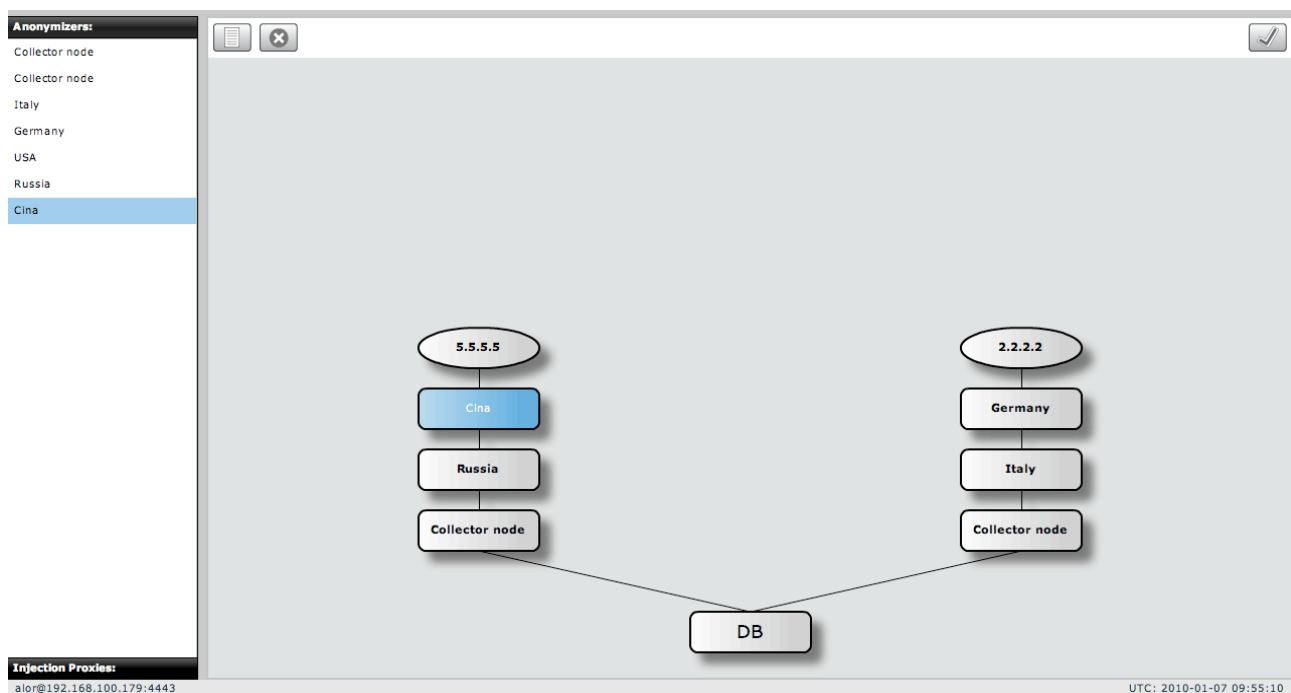 Anonymizers:
Collector node
Collector node
Italy
Germany
USA
Russia
Cina
5.5.5.5
2.2.2.2
Cina
Germany
Russia
Italy
Collector node
Collector node
DB
Injection Proxies:
alor@192.168.100.179:4443
UTC: 2010-01-07 09:55:10